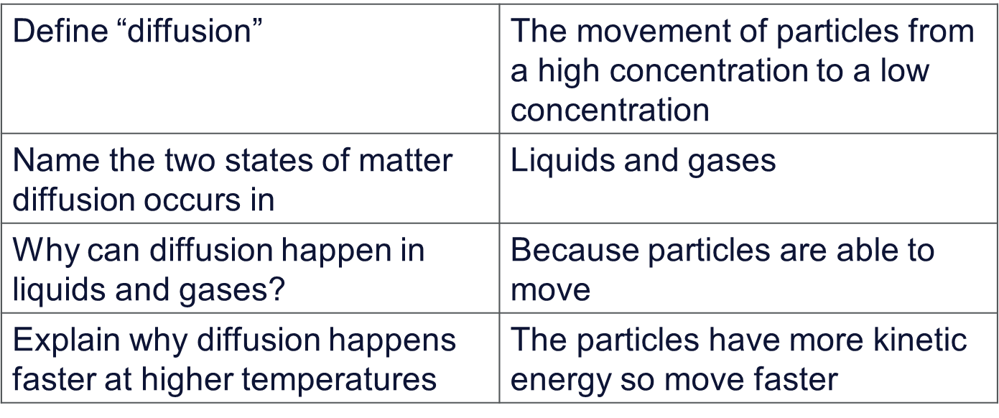 Define “diffusion”
The movement of particles from
a high concentration to a low
concentration
Name the two states of matter
diffusion occurs in
Liquids and gases
Why can diffusion happen in
liquids and gases?
Because particles are able to
move
Explain why diffusion happens
faster at higher temperatures
The particles have more kinetic
energy so move faster